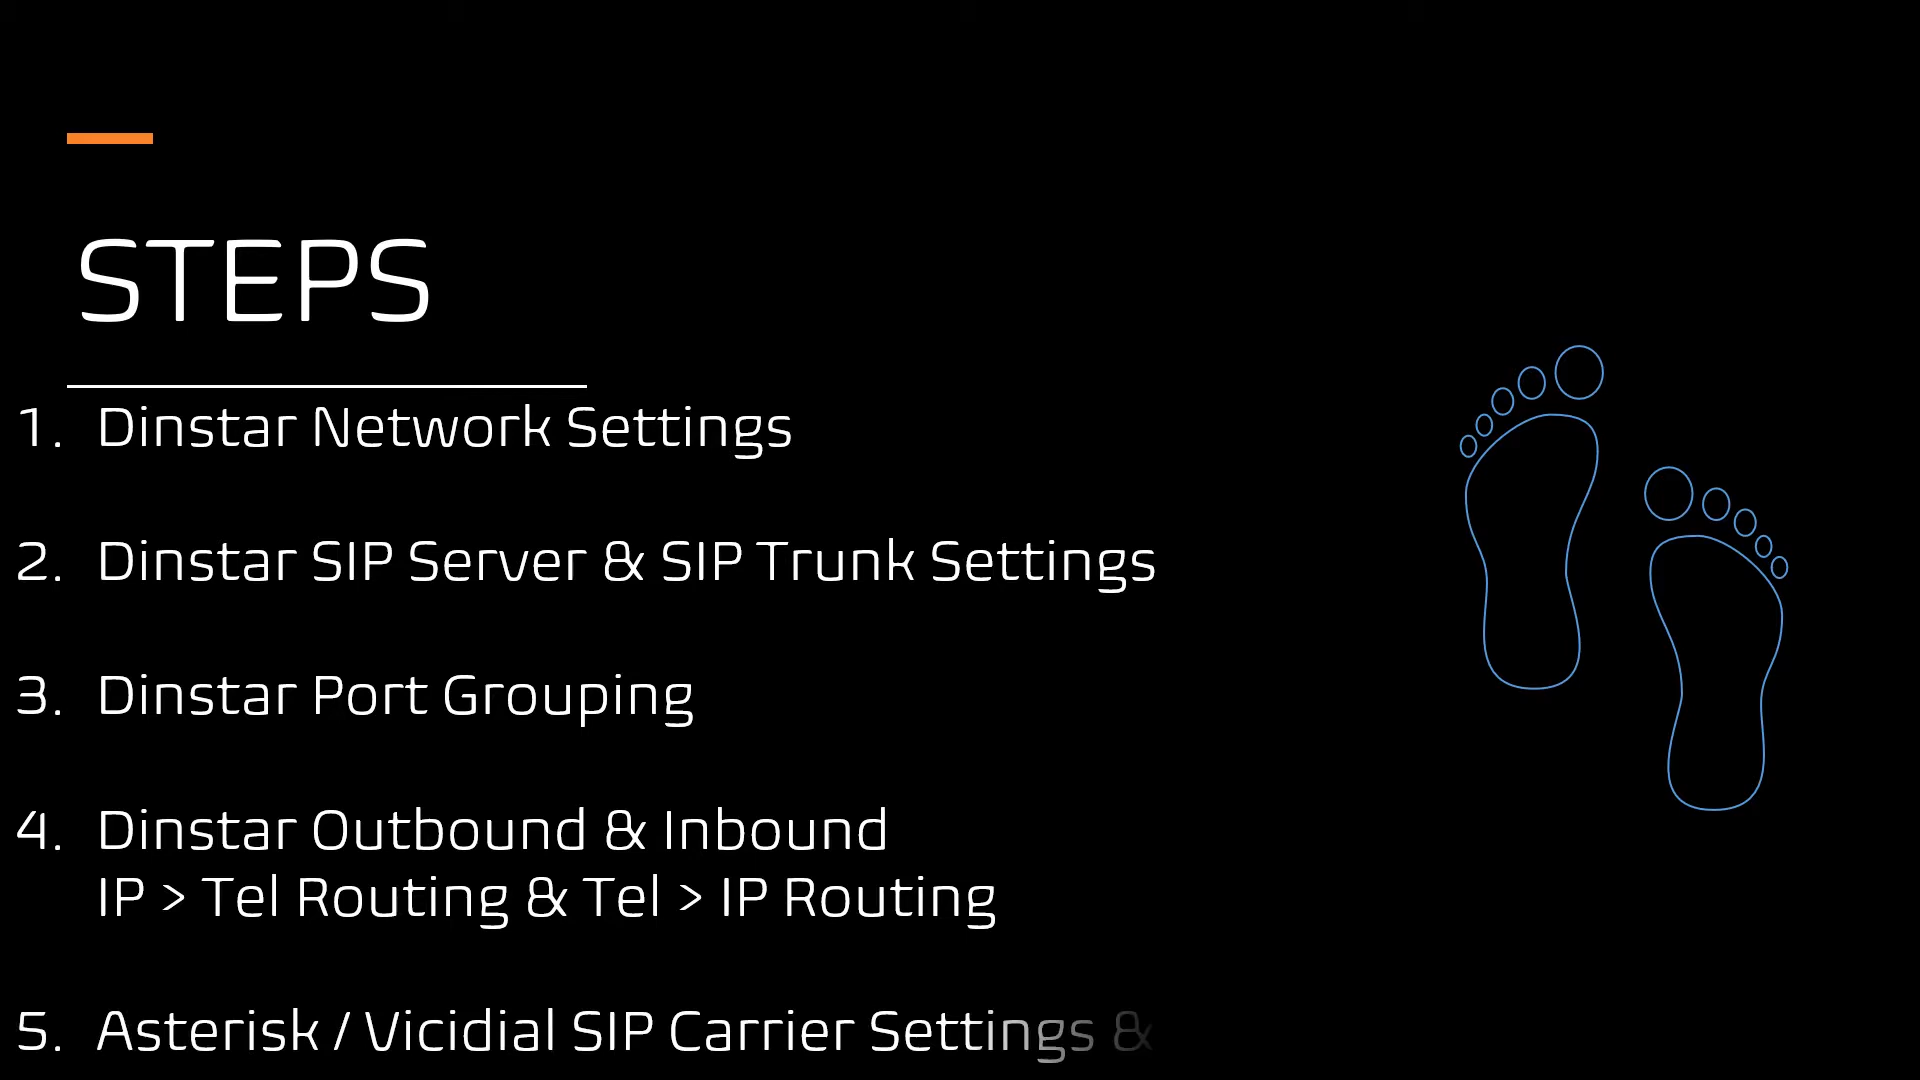 STEPS
1. Dinstar Network Settings
2. Dinstar SIP Server & SIP Trunk Settings
3. Dinstar Port Grouping
4. Dinstar Outbound & Inbound
IP > Tel Routing & Tel > IP Routing
5. Asterisk / Vicidial SIP Carrier Settings &